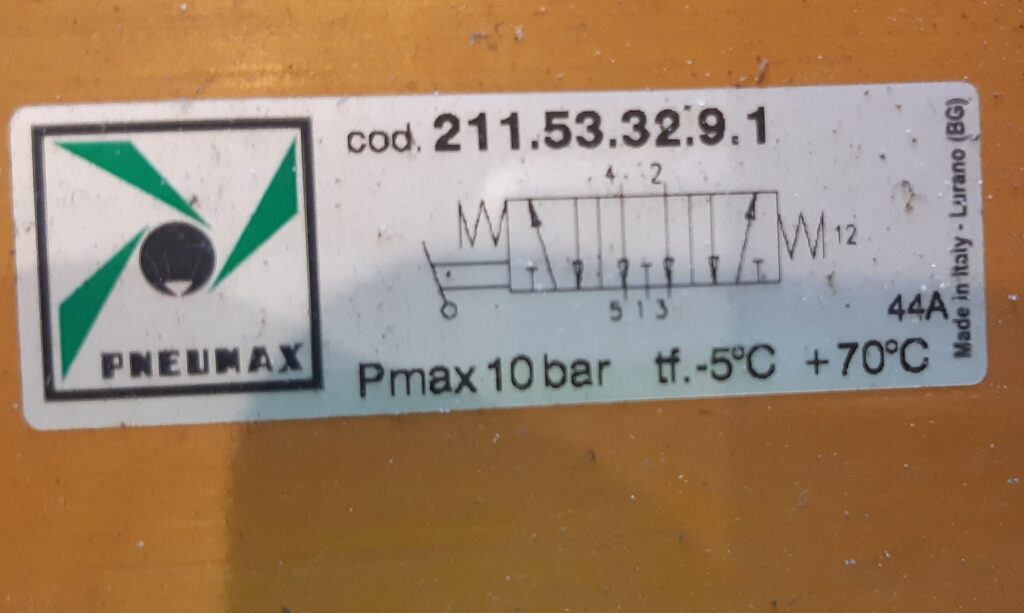 cod. 211.53.32.9.1
4 2
12
5 1 3
44A
PNEUMAX
Pmax 10 bar tf.-5°C +70°C
Made in Italy - Lurano (BG)